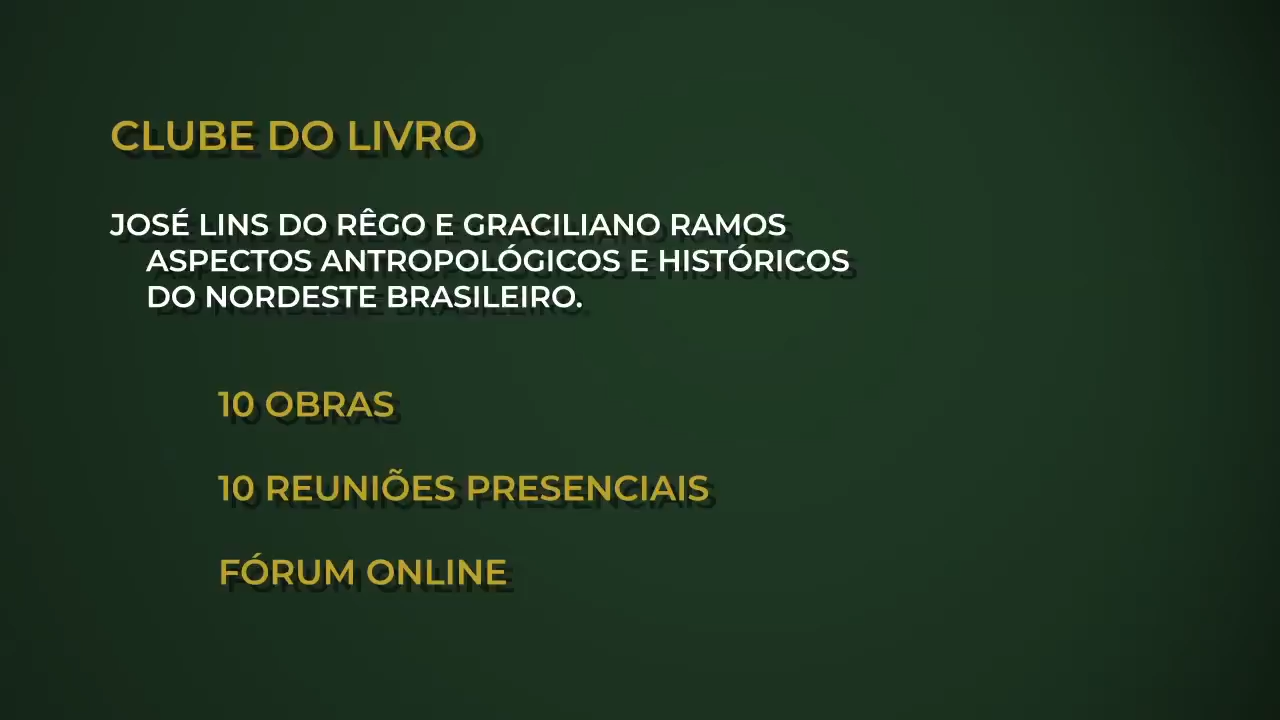 CLUBE DO LIVRO
JOSÉ LINS DO RÊGO E GRACILIANO RAMOS
ASPECTOS ANTROPOLÓGICOS E HISTÓRICOS
DO NORDESTE BRASILEIRO.
10 OBRAS
10 REUNIÕES PRESENCIAIS
FÓRUM ONLINE